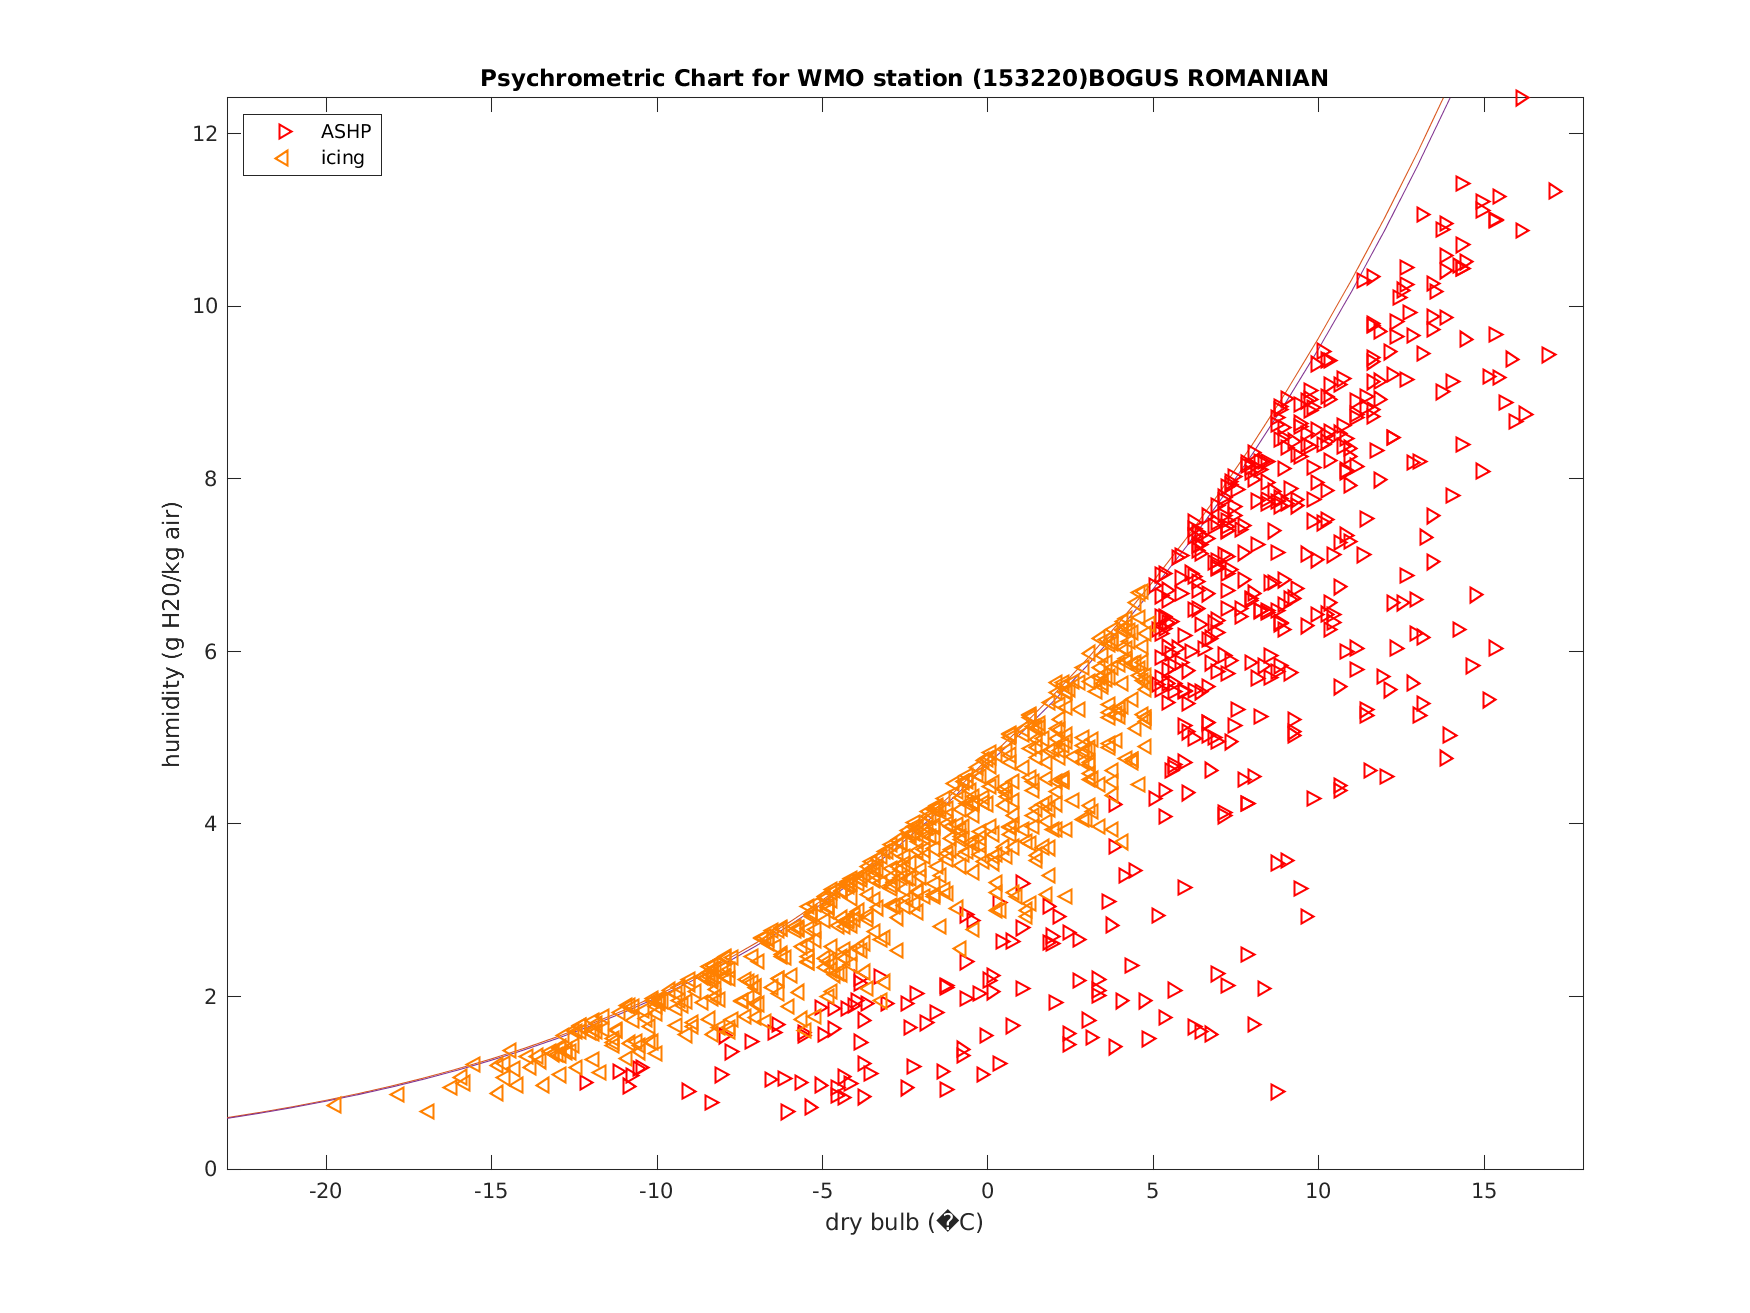 Psychrometric Chart for WMO station (153220)BOGUS ROMANIAN
ASHP
icing
humidity (g H20/kg air)
12
10
8
6
4
2
0
-20 -15 -10 -5 0 5 10 15
dry bulb (�C)